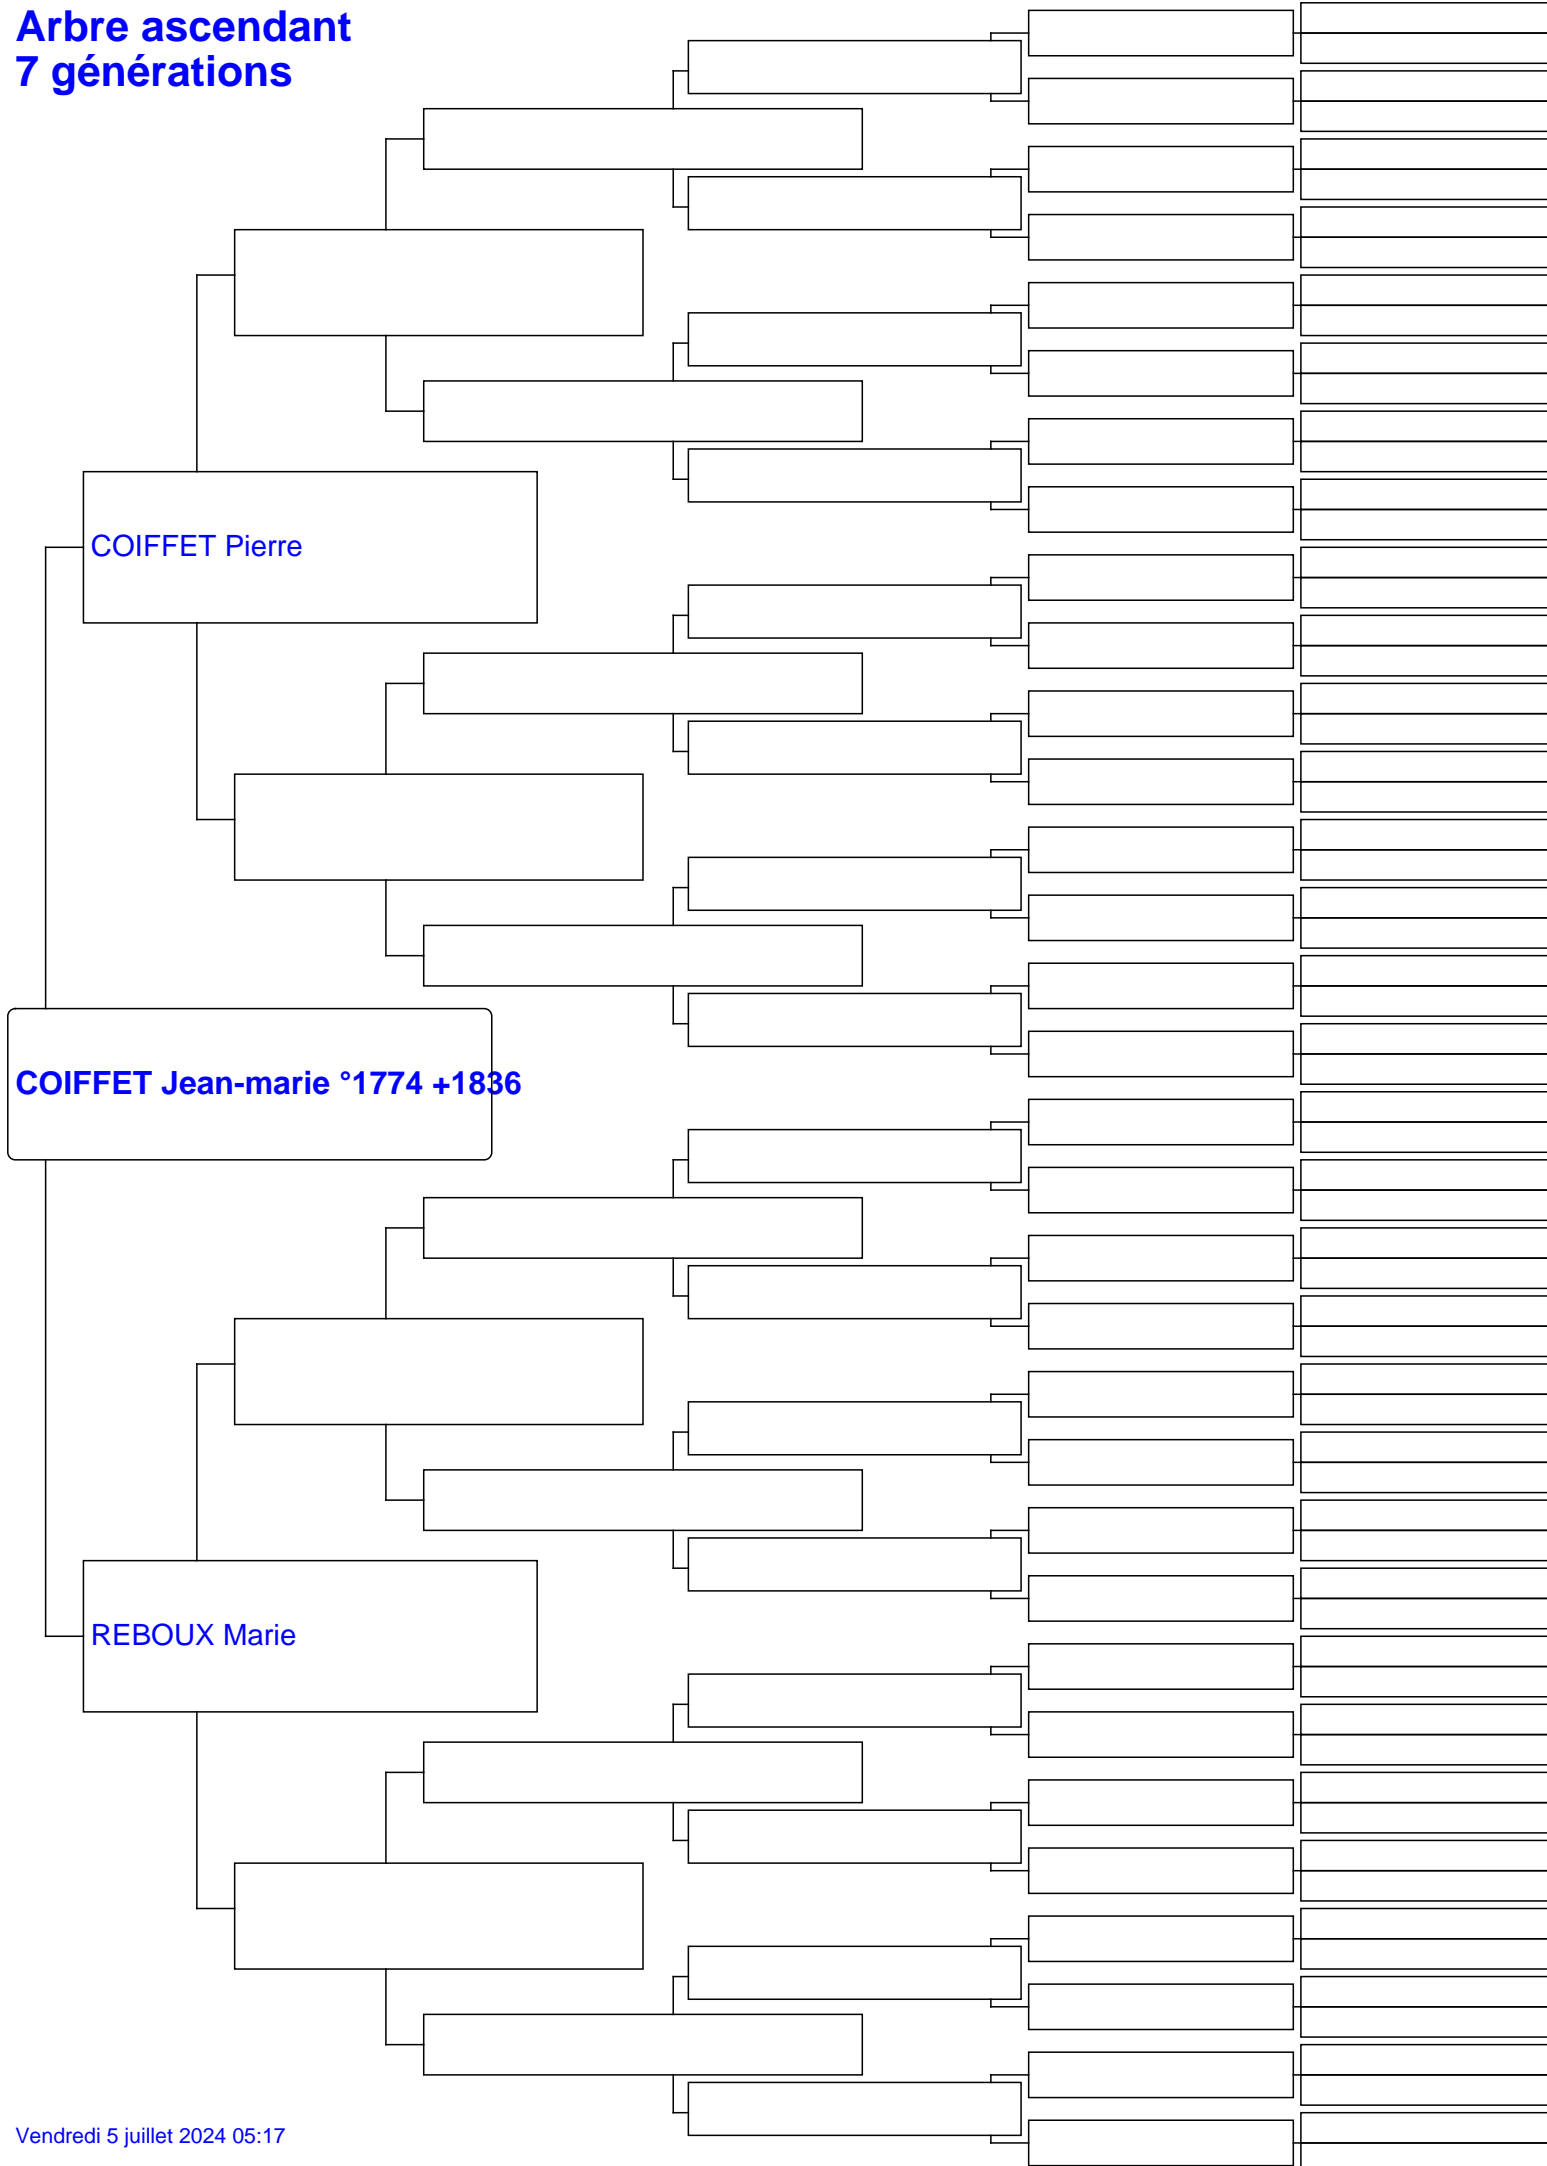 Arbre ascendant
7 générations
COIFFET Pierre
COIFFET Jean-marie °1774 +1836
REBOUX Marie
Vendredi 5 juillet 2024 05:17